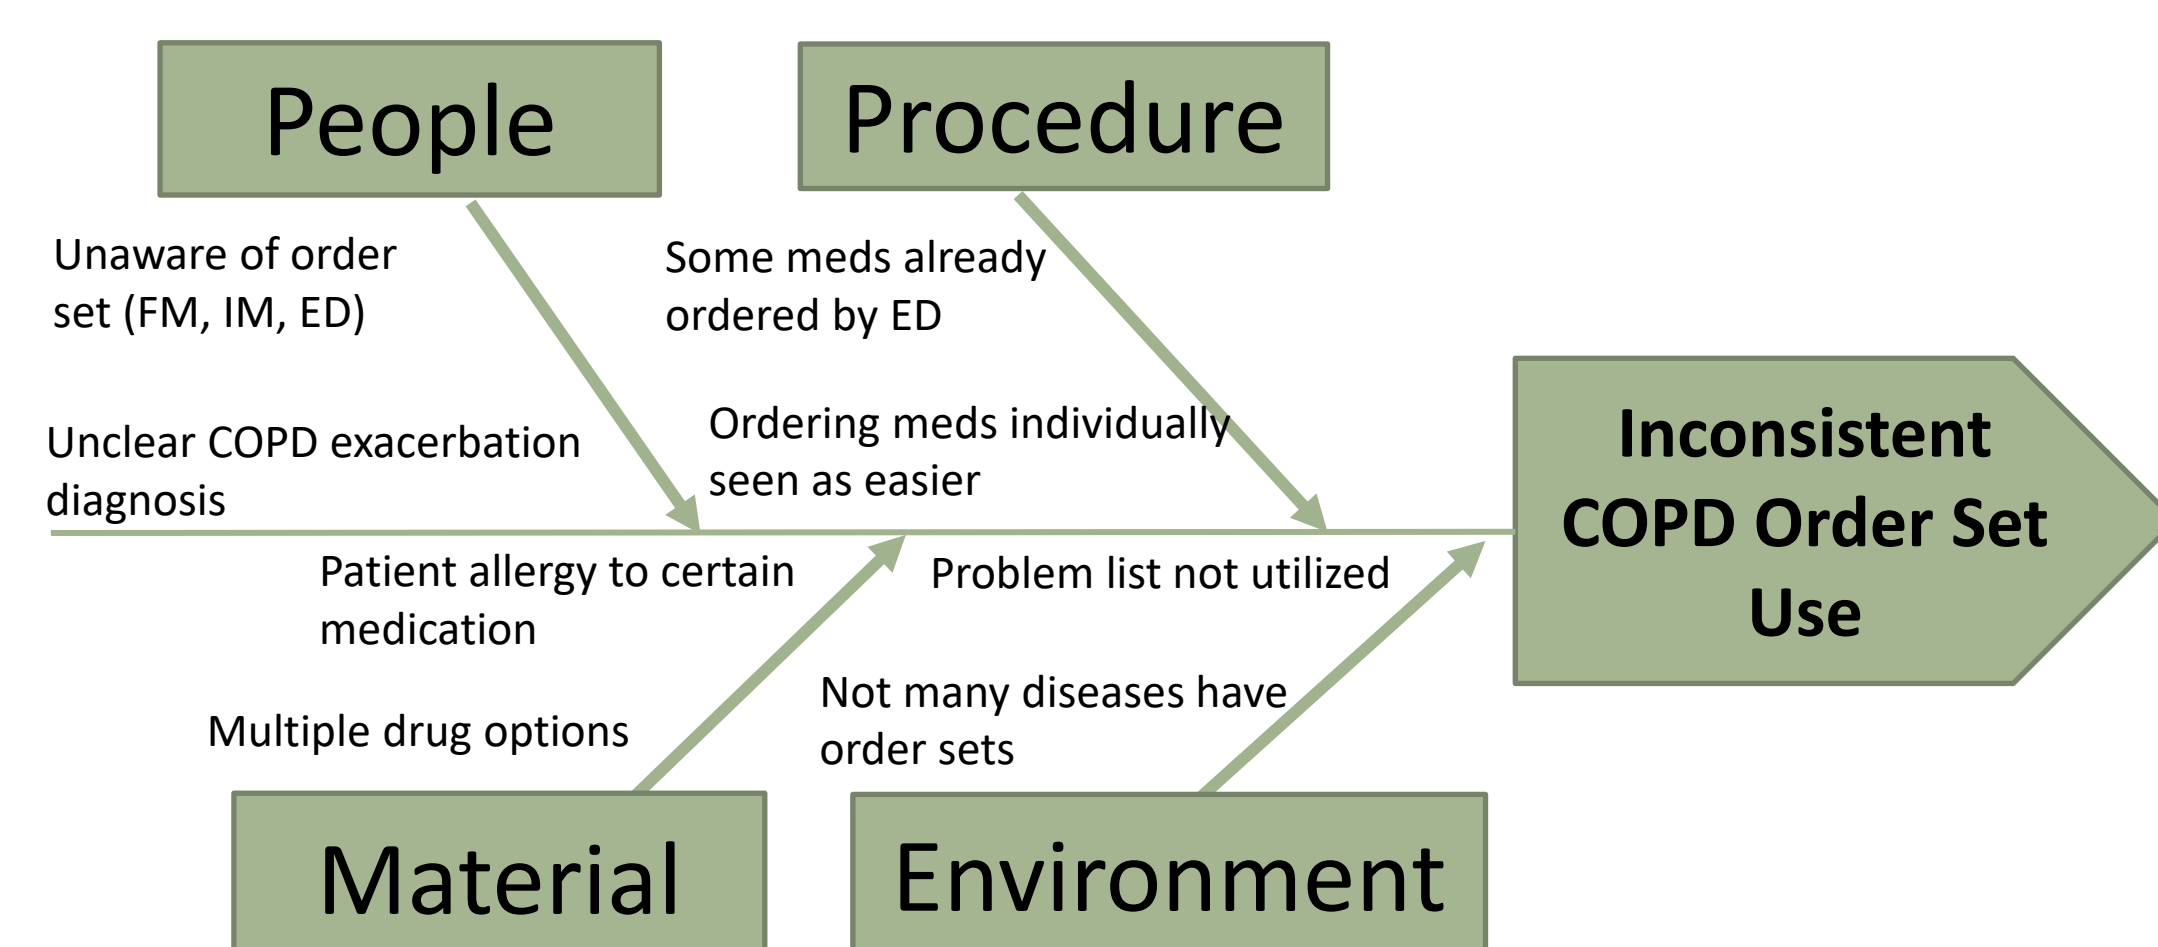 People
Procedure
Unaware of order
set (FM, IM, ED)
Some meds already
ordered by ED
Unclear COPD exacerbation
diagnosis
Ordering meds individually
seen as easier
Inconsistent
COPD Order Set
Use
Patient allergy to certain
medication
Problem list not utilized
Multiple drug options
Not many diseases have
order sets
Material
Environment